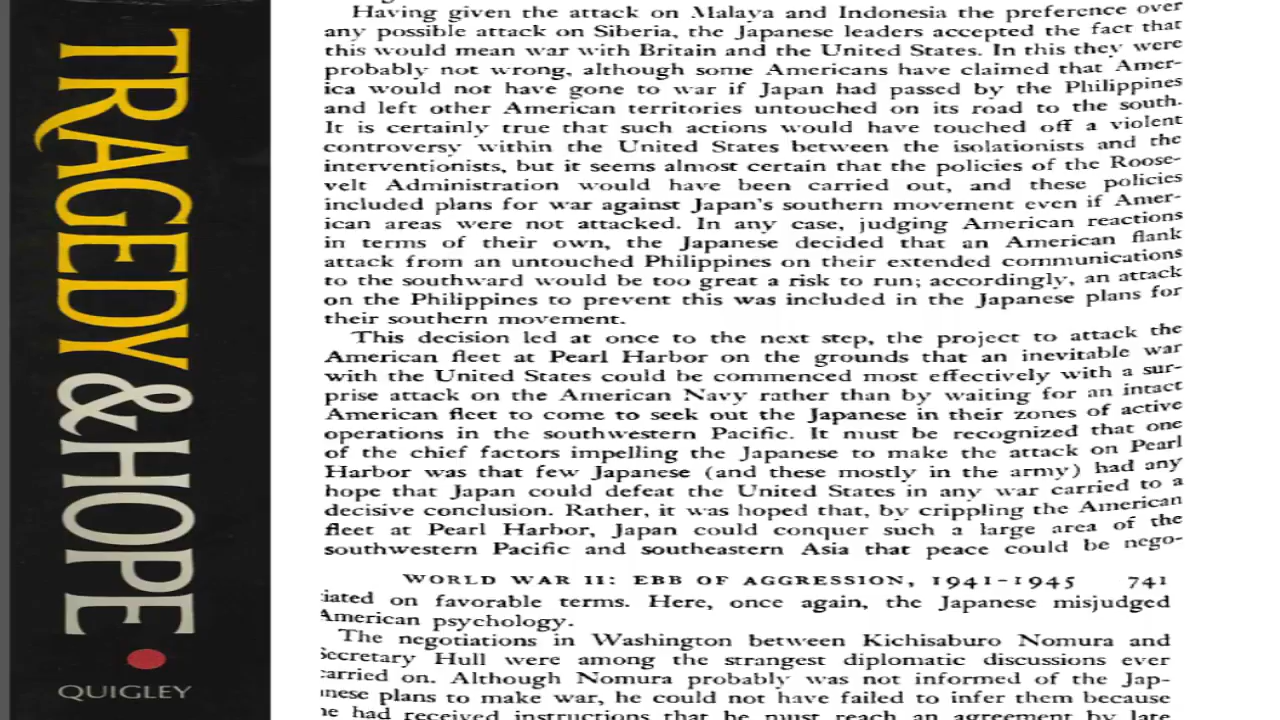 TRAGEDY & HOPE
QUIGLEY
Having given the attack on Malaya and Indonesia the preference over
any possible attack on Siberia, the Japanese leaders accepted the fact that
this would mean war with Britain and the United States. In this they were
probably not wrong, although some Americans have claimed that Amer-
ica would not have gone to war if Japan had passed by the Philippines
and left other American territories untouched on its road to the south.
It is certainly true that such actions would have touched off a violent
controversy within the United States between the isolationists and the
interventionists, but it seems almost certain that the policies of the Roose-
velt Administration would have been carried out, and these policies
included plans for war against Japan's southern movement even if Amer-
ican areas were not attacked. In any case, judging American reactions
in terms of their own, the Japanese decided that an American flank
attack from an untouched Philippines on their extended communications
to the southward would be too great a risk to run; accordingly, an attack
on the Philippines to prevent this was included in the Japanese plans for
their southern movement.
This decision led at once to the next step, the project to attack the
American fleet at Pearl Harbor on the grounds that an inevitable war
with the United States could be commenced most effectively with a sur-
prise attack on the American Navy rather than by waiting for an intact
American fleet to come to seek out the Japanese in their zones of active
operations in the southwestern Pacific. It must be recognized that one
of the chief factors impelling the Japanese to make the attack on Pearl
Harbor was that few Japanese (and these mostly in the army) had any
hope that Japan could defeat the United States in any war carried to a
decisive conclusion. Rather, it was hoped that, by crippling the American
fleet at Pearl Harbor, Japan could conquer such a large area of the
southwestern Pacific and southeastern Asia that peace could be nego-
WORLD WAR II: EBB OF AGGRESSION, 1941-1945 741
tiated on favorable terms. Here, once again, the Japanese misjudged
American psychology.
The negotiations in Washington between Kichisaburo Nomura and
Secretary Hull were among the strangest diplomatic discussions ever
carried on. Although Nomura probably was not informed of the Jap-
anese plans to make war, he could not have failed to infer them because
he had received instructions that he must reach an agreement by late